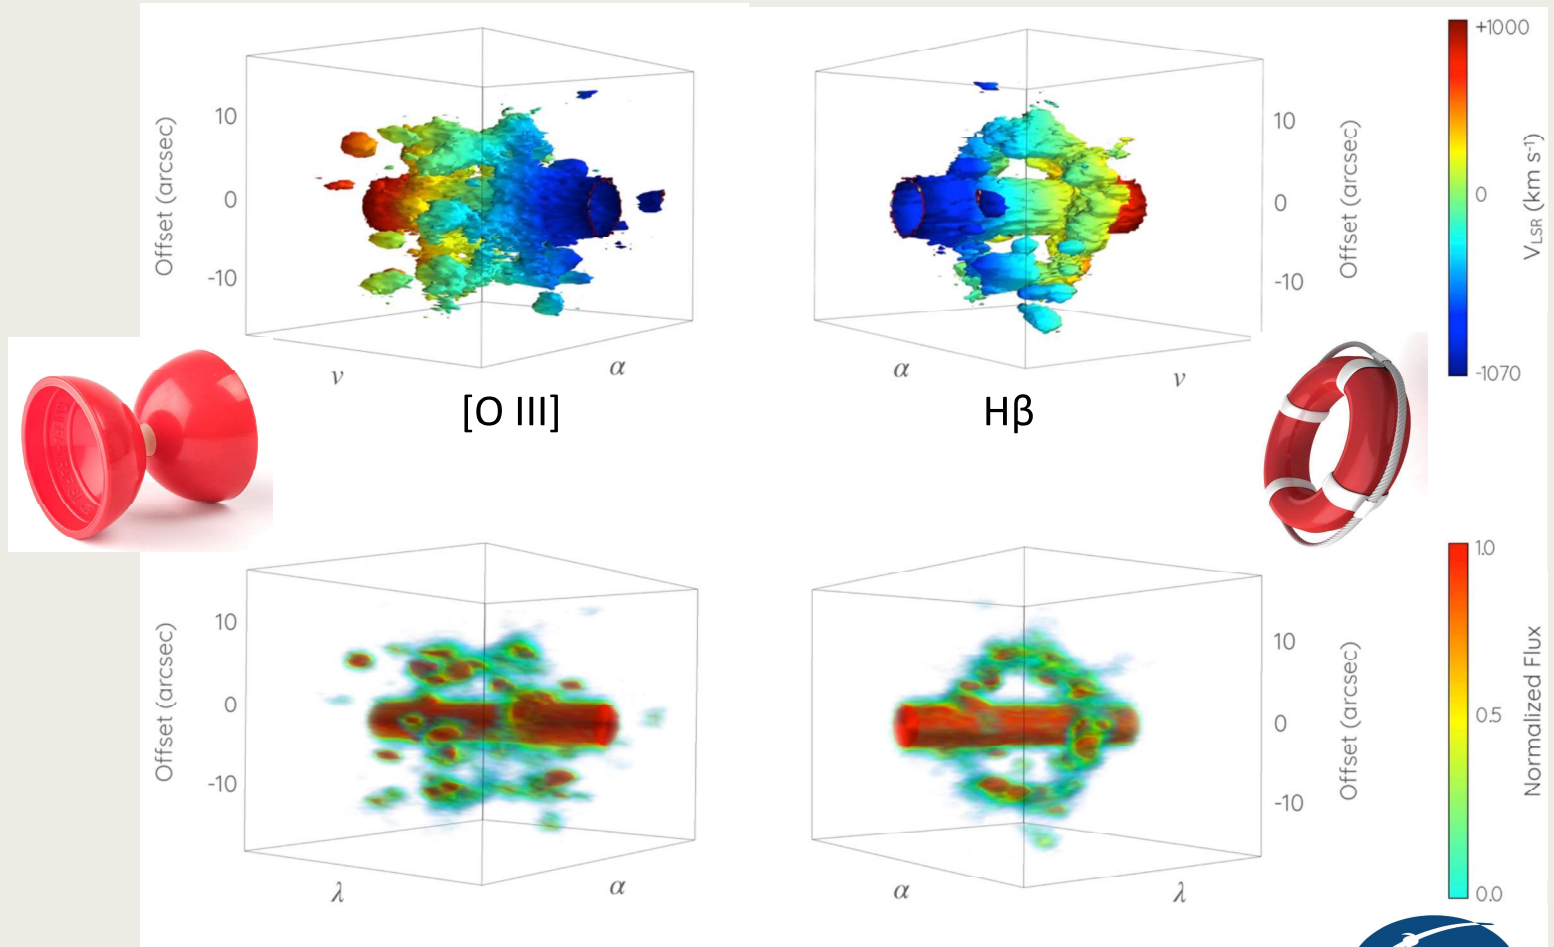 10
0
-10
Offset (arcsec)
ν
α
10
0
-10
Offset (arcsec)
α
ν
+1000
0
-1070
V_LSR (km s⁻¹)
[O III]
Hβ
10
0
-10
Offset (arcsec)
λ
α
10
0
-10
Offset (arcsec)
α
λ
1.0
0.5
0.0
Normalized Flux